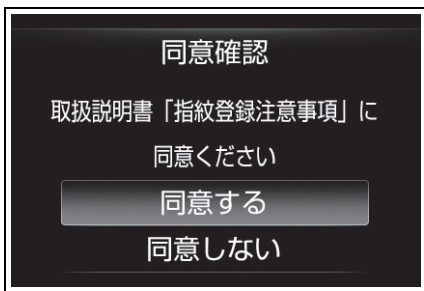 同意確認
取扱説明書「指紋登録注意事項」に
同意ください
同意する
同意しない